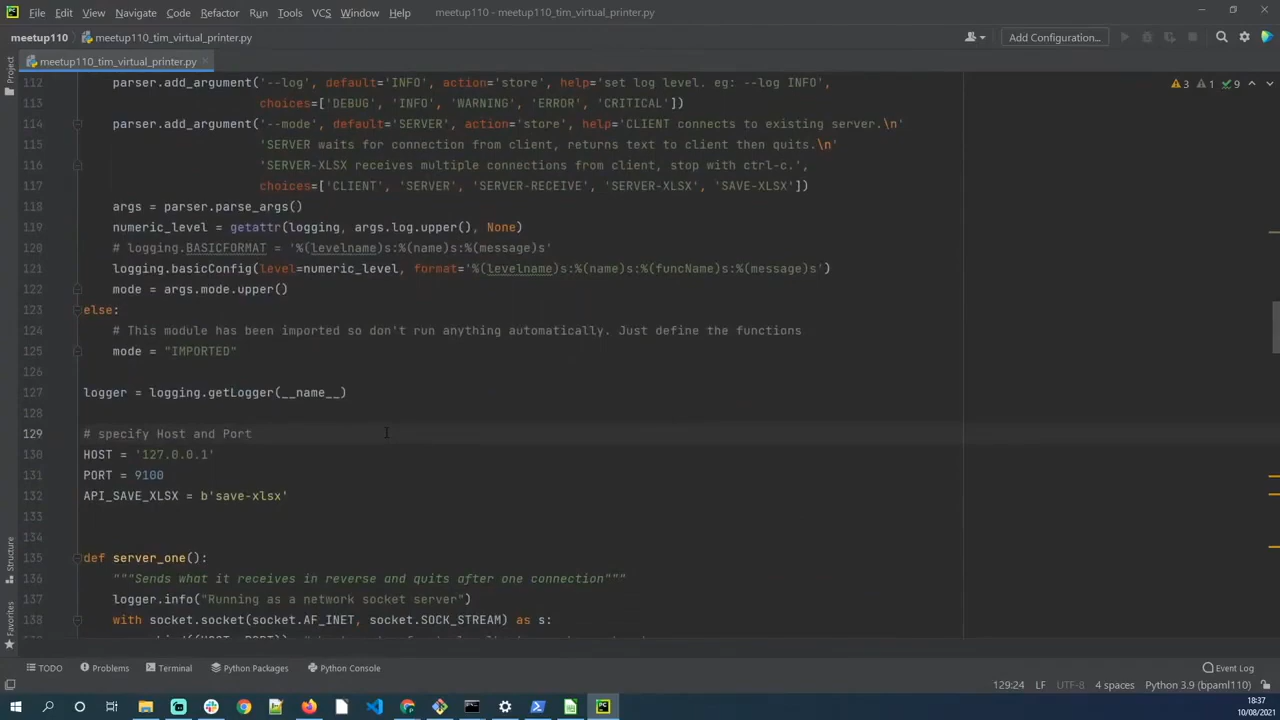 File Edit View Navigate Code Refactor Run Tools VCS Window Help meetup110 - meetup110_tim_virtual_printer.py
meetup110 meetup110_tim_virtual_printer.py Add Configuration...
meetup110_tim_virtual_printer.py
Project
112 parser.add_argument('--log', default='INFO', action='store', help='set log level. eg: --log INFO', 3 1 9
113 choices=['DEBUG', 'INFO', 'WARNING', 'ERROR', 'CRITICAL'])
114 parser.add_argument('--mode', default='SERVER', action='store', help='CLIENT connects to existing server.\n'
115 'SERVER waits for connection from client, returns text to client then quits.\n'
116 'SERVER-XLSX receives multiple connections from client, stop with ctrl-c.',
117 choices=['CLIENT', 'SERVER', 'SERVER-RECEIVE', 'SERVER-XLSX', 'SAVE-XLSX'])
118 args = parser.parse_args()
119 numeric_level = getattr(logging, args.log.upper(), None)
120 # logging.BASICFORMAT = '%(levelname)s:%(name)s:%(message)s'
121 logging.basicConfig(level=numeric_level, format='%(levelname)s:%(name)s:%(funcName)s:%(message)s')
122 mode = args.mode.upper()
123 else:
124 # This module has been imported so don't run anything automatically. Just define the functions
125 mode = "IMPORTED"
126
127 logger = logging.getLogger(__name__)
128
129 # specify Host and Port
130 HOST = '127.0.0.1'
131 PORT = 9100
132 API_SAVE_XLSX = b'save-xlsx'
133
134
135 def server_one():
136 """Sends what it receives in reverse and quits after one connection"""
137 logger.info("Running as a network socket server")
138 with socket.socket(socket.AF_INET, socket.SOCK_STREAM) as s:
Structure
Favorites
TODO Problems Terminal Python Packages Python Console Event Log
129:24 LF UTF-8 4 spaces Python 3.9 (bpaml110)
18:37
10/08/2021